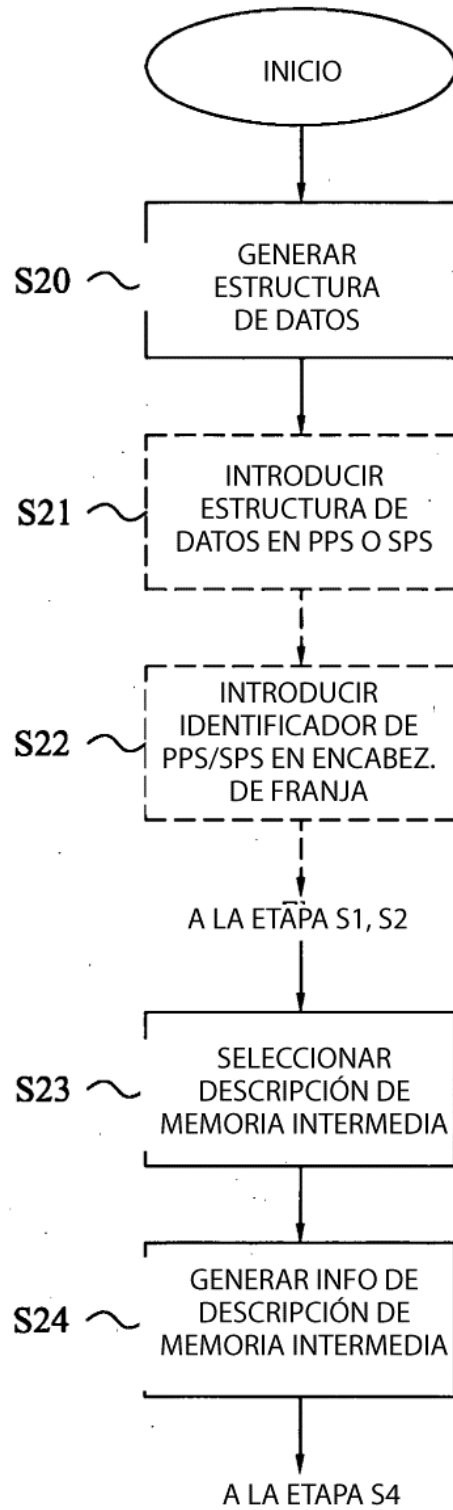 INICIO
S20
GENERAR
ESTRUCTURA
DE DATOS
S21
INTRODUCIR
ESTRUCTURA DE
DATOS EN PPS O SPS
S22
INTRODUCIR
IDENTIFICADOR DE
PPS/SPS EN ENCABEZ.
DE FRANJA
A LA ETAPA S1, S2
S23
SELECCIONAR
DESCRIPCIÓN DE
MEMORIA INTERMEDIA
S24
GENERAR INFO DE
DESCRIPCIÓN DE
MEMORIA INTERMEDIA
A LA ETAPA S4